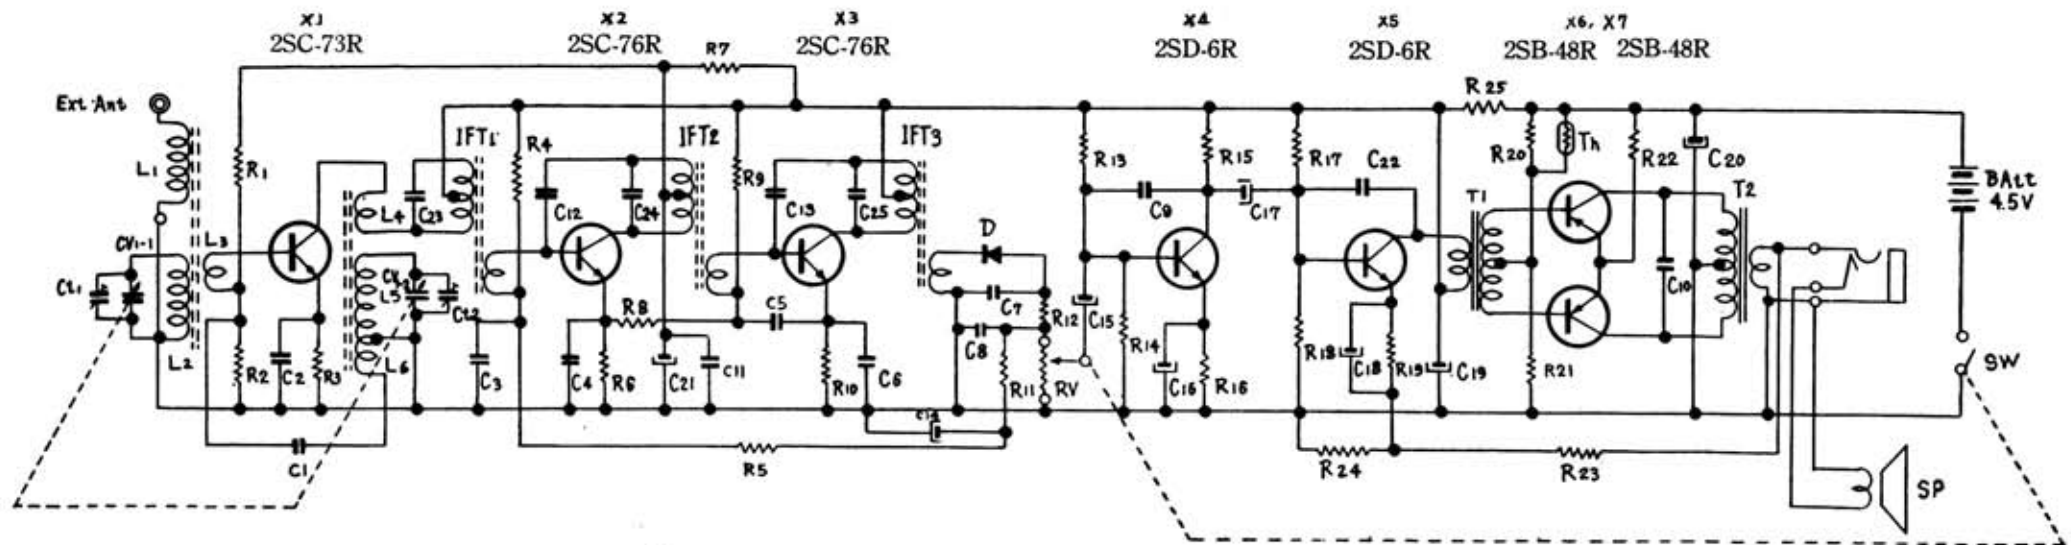 X1 X2 X3 X4 X5 X6, X7
2SC-73R 2SC-76R 2SC-76R 2SD-6R 2SD-6R 2SB-48R 2SB-48R
R7
R25
Ext·Ant
IFT1 IFT2 IFT3
L1 R1 R4 R9 R13 R15 R17 C22 R20 Th R22 C20 BAtt
4.5V
L4 C23 C12 C24 C13 C25 C9 C17 T1 T2
CV1-1 L3 D
Ct1 L5 Ct2 C10
C7 R12 C15
L2 R2 C2 R3 L6 C3 C4 R8 R6 C21 C11 C5 R10 C6 C8 R11 RV R14 C16 R16 R18 C18 R19 C19 R21 SW
C14
C1 R5 R24 R23
SP